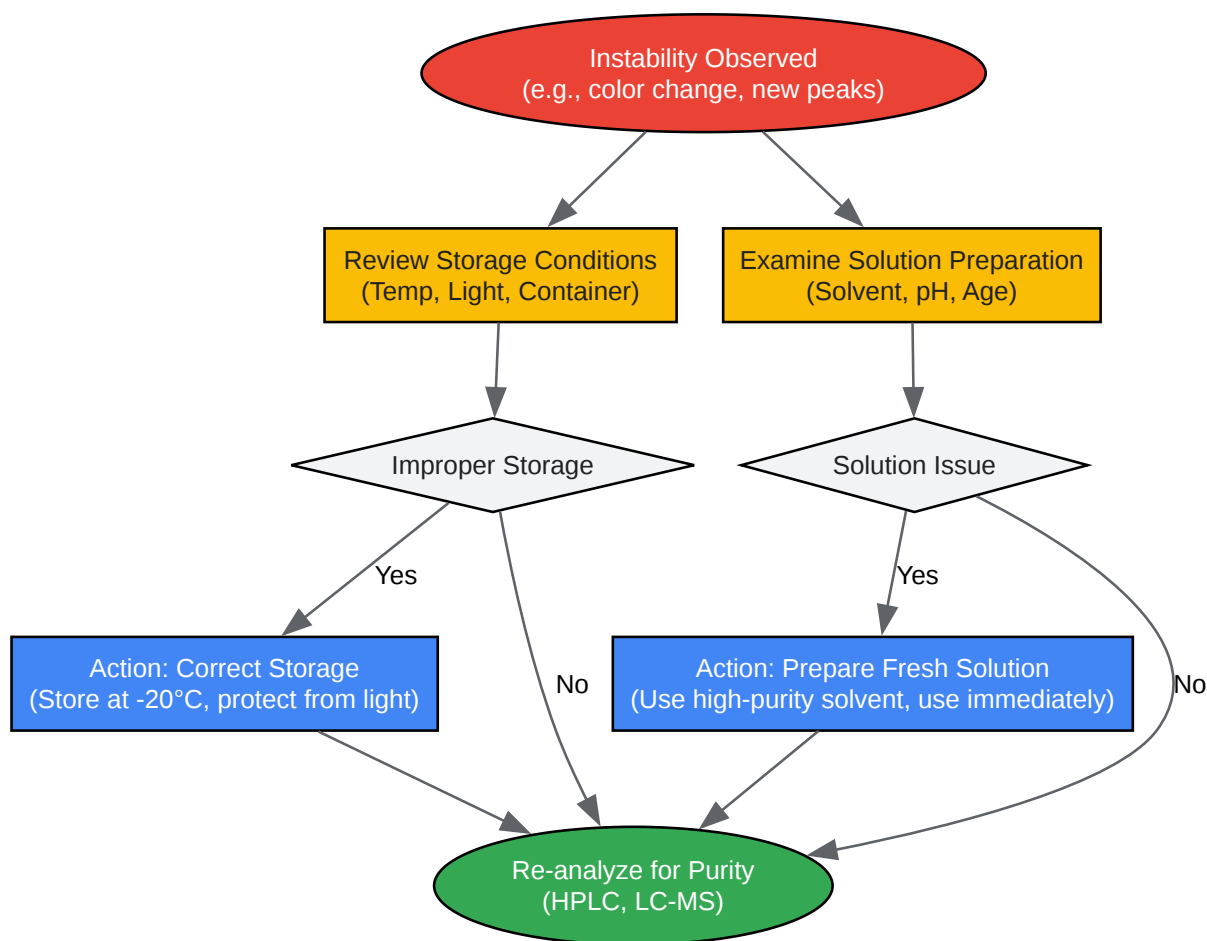 Instability Observed
(e.g., color change, new peaks)
Review Storage Conditions
(Temp, Light, Container)
Examine Solution Preparation
(Solvent, pH, Age)
Improper Storage
Solution Issue
Yes
Yes
Action: Correct Storage
(Store at -20°C, protect from light)
No
Action: Prepare Fresh Solution
(Use high-purity solvent, use immediately)
No
Re-analyze for Purity
(HPLC, LC-MS)